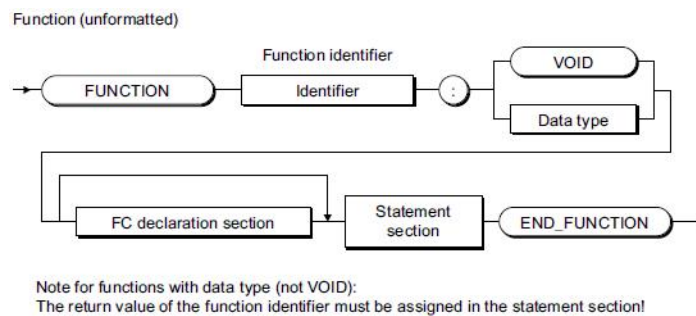 Function (unformatted)
Function identifier
FUNCTION
Identifier
:
VOID
Data type
FC declaration section
Statement
section
END_FUNCTION
Note for functions with data type (not VOID):
The return value of the function identifier must be assigned in the statement section!